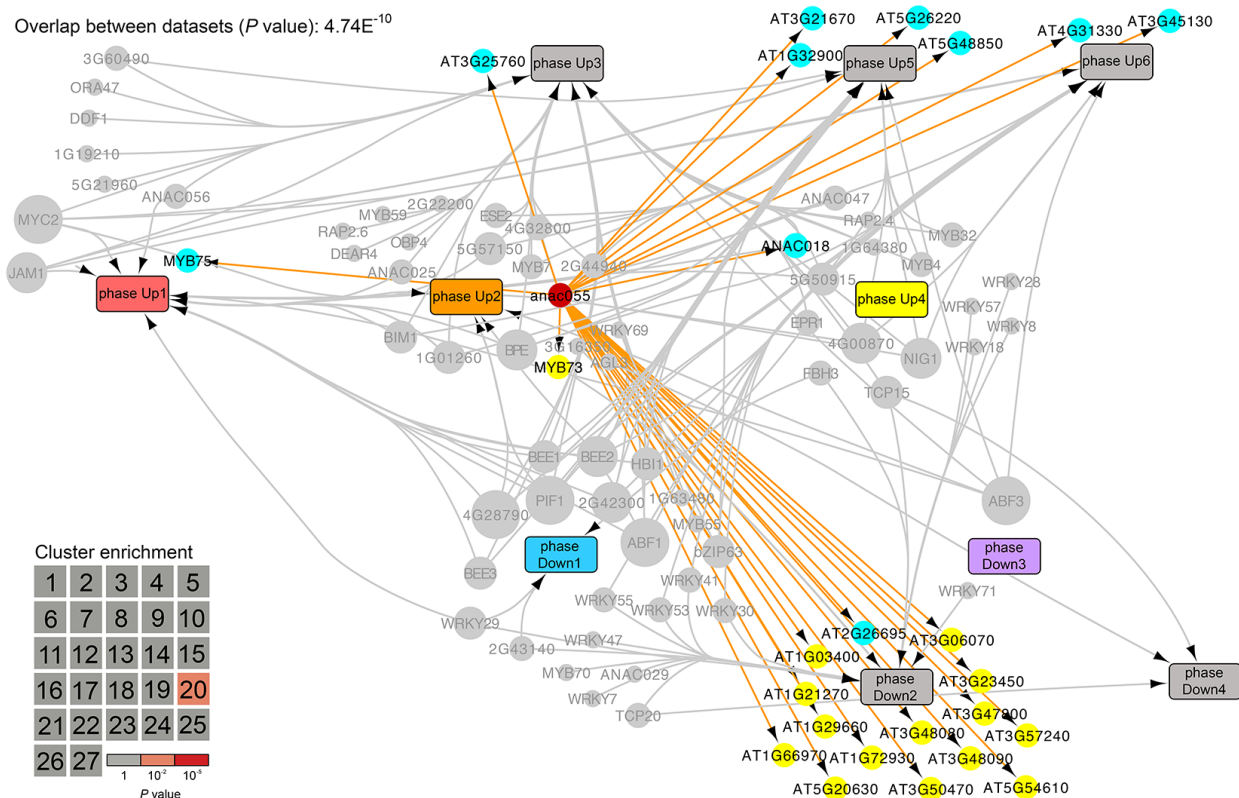 Overlap between datasets (P value): 4.74E-10
AT3G21670
AT5G26220
AT3G45130
AT4G31330
AT1G32900
AT5G48850
AT3G25760
phase Up3
phase Up5
phase Up6
3G60490
ORA47
DDF1
1G19210
5G21960
ANAC056
MYC2
JAM1
MYB75
phase Up1
2G22200
MYB59
RAP2.6
DEAR4
OBP4
ANAC025
ESE2
4G32800
5G57150
MYB7
2G44940
phase Up2
anac055
ANAC018
ANAC047
RAP2.4
1G64380
MYB32
MYB4
5G50915
phase Up4
WRKY28
WRKY57
WRKY8
WRKY18
EPR1
4G00870
NIG1
BIM1
1G01260
BPE
WRKY69
3G16350
AGL3
MYB73
FBH3
TCP15
BEE1
BEE2
HBI1
PIF1
2G42300
1G63480
4G28790
MYB55
ABF1
bZIP63
ABF3
phase
Down1
phase
Down3
BEE3
WRKY41
WRKY55
WRKY53
WRKY30
WRKY71
WRKY29
WRKY47
2G43140
MYB70
ANAC029
WRKY7
TCP20
AT2G26695
AT3G06070
AT1G03400
phase
Down2
AT3G23450
phase
Down4
AT1G21270
AT3G47800
AT1G29660
AT3G48080
AT3G57240
AT1G66970
AT1G72930
AT3G48090
AT5G20630
AT3G50470
AT5G54610
Cluster enrichment
1 2 3 4 5
6 7 8 9 10
11 12 13 14 15
16 17 18 19 20
21 22 23 24 25
26 27
1 10-2 10-5
P value